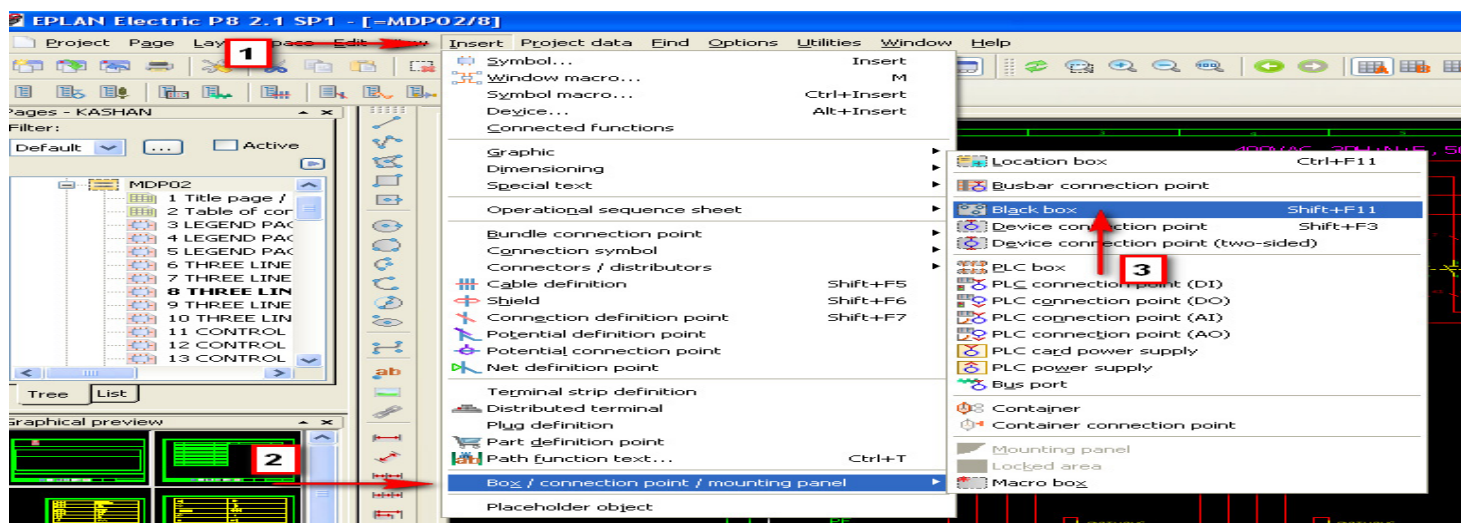 EPLAN Electric P8 2.1 SP1 - [=MDP02/8]
Project Page Edit Insert Project data Find Options Utilities Window Help
1
Symbol... Insert
Window macro... M
Symbol macro... Ctrl+Insert
Device... Alt+Insert
Connected functions
Graphic
Dimensioning
Special text
Operational sequence sheet
Bundle connection point
Connection symbol
Connectors / distributors
Cable definition Shift+F5
Shield Shift+F6
Connection definition point Shift+F7
Potential definition point
Potential connection point
Net definition point
Terminal strip definition
Distributed terminal
Plug definition
Part definition point
Path function text... Ctrl+T
Box / connection point / mounting panel
Placeholder object
Location box Ctrl+F11
Busbar connection point
Black box Shift+F11
Device connection point Shift+F3
Device connection point (two-sided)
PLC box
3
PLC connection point (DI)
PLC connection point (DO)
PLC connection point (AI)
PLC connection point (AO)
PLC card power supply
PLC power supply
Bus port
Container
Container connection point
Mounting panel
Locked area
Macro box
Pages - KASHAN
Filter:
Default ... Active
MDP02
1 Title page /
2 Table of cor
3 LEGEND PAG
4 LEGEND PAG
5 LEGEND PAG
6 THREE LINE
7 THREE LINE
8 THREE LIN
9 THREE LINE
10 THREE LIN
11 CONTROL
12 CONTROL
13 CONTROL
Tree List
Graphical preview
2
ab